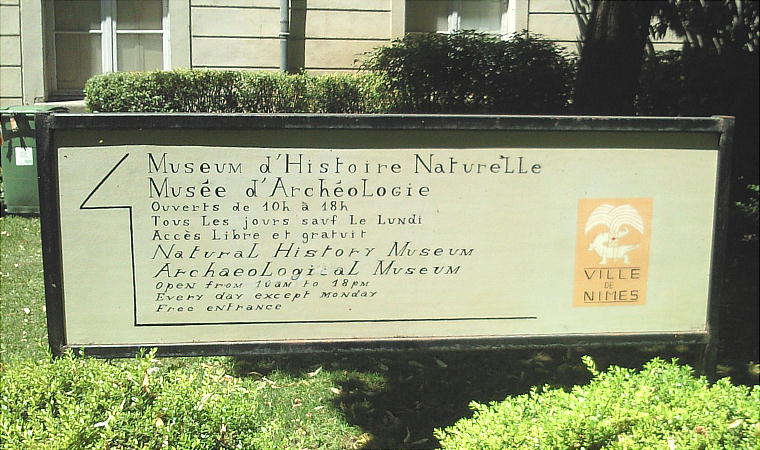 Museum d'Histoire Naturelle
Musée d'Archéologie
Ouverts de 10h à 18h
Tous Les jours sauf Le Lundi
Accès Libre et gratuit
Natural History Museum
Archaeological Museum
Open from 10am to 18pm
Every day except monday
Free entrance
VILLE
DE
NIMES